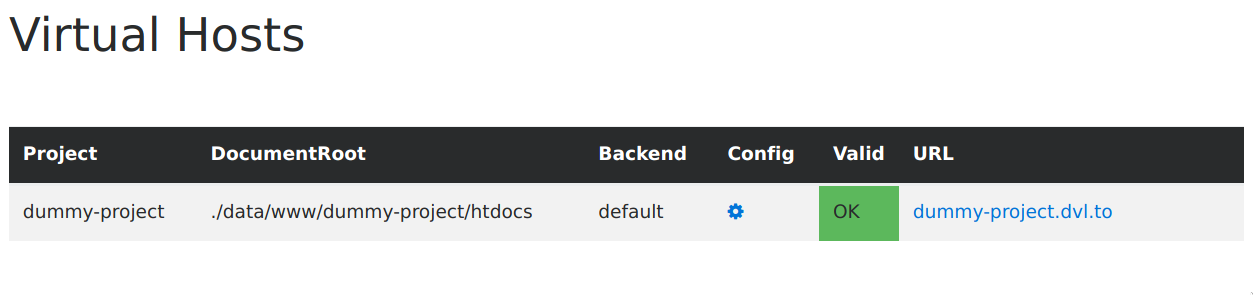 Virtual Hosts
Project DocumentRoot Backend Config Valid URL
dummy-project ./data/www/dummy-project/htdocs default OK dummy-project.dvl.to